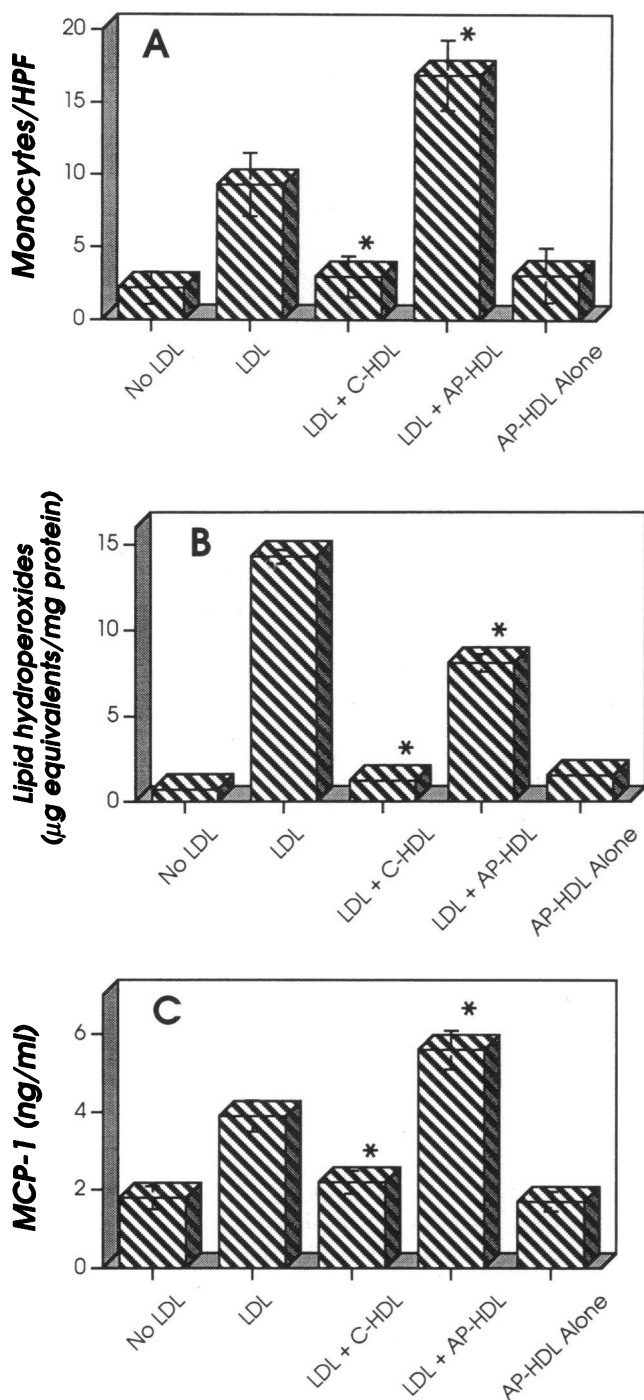 A
Monocytes/HPF
20
15
10
5
0
*
*
No LDL
LDL
LDL + C-HDL
LDL + AP-HDL
AP-HDL Alone
B
Lipid hydroperoxides
(μg equivalents/mg protein)
15
10
5
0
*
*
No LDL
LDL
LDL + C-HDL
LDL + AP-HDL
AP-HDL Alone
C
MCP-1 (ng/ml)
6
4
2
0
*
*
No LDL
LDL
LDL + C-HDL
LDL + AP-HDL
AP-HDL Alone